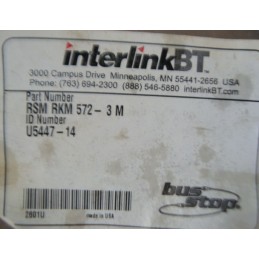 interlinkBT™
3000 Campus Drive Minneapolis, MN 55441-2656 USA
Phone: (763) 694-2300 (888) 546-5880 interlinkBT.com
Part Number
RSM RKM 572-3 M
ID Number
U5447-14
bus stop
2801U made in USA